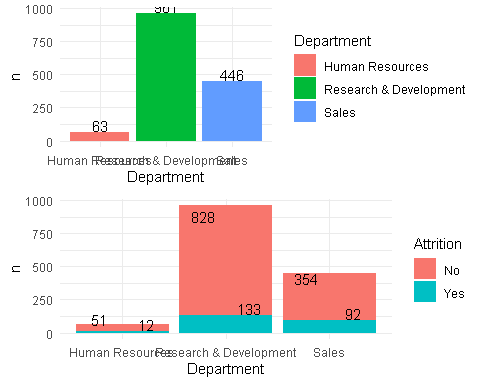 1000
961
750
500
446
250
63
0
Human Resources Research & Development Sales
Department
n
Department
Human Resources
Research & Development
Sales
1000
828
750
500
354
250
133
51
12
92
0
Human Resources Research & Development Sales
Department
n
Attrition
No
Yes